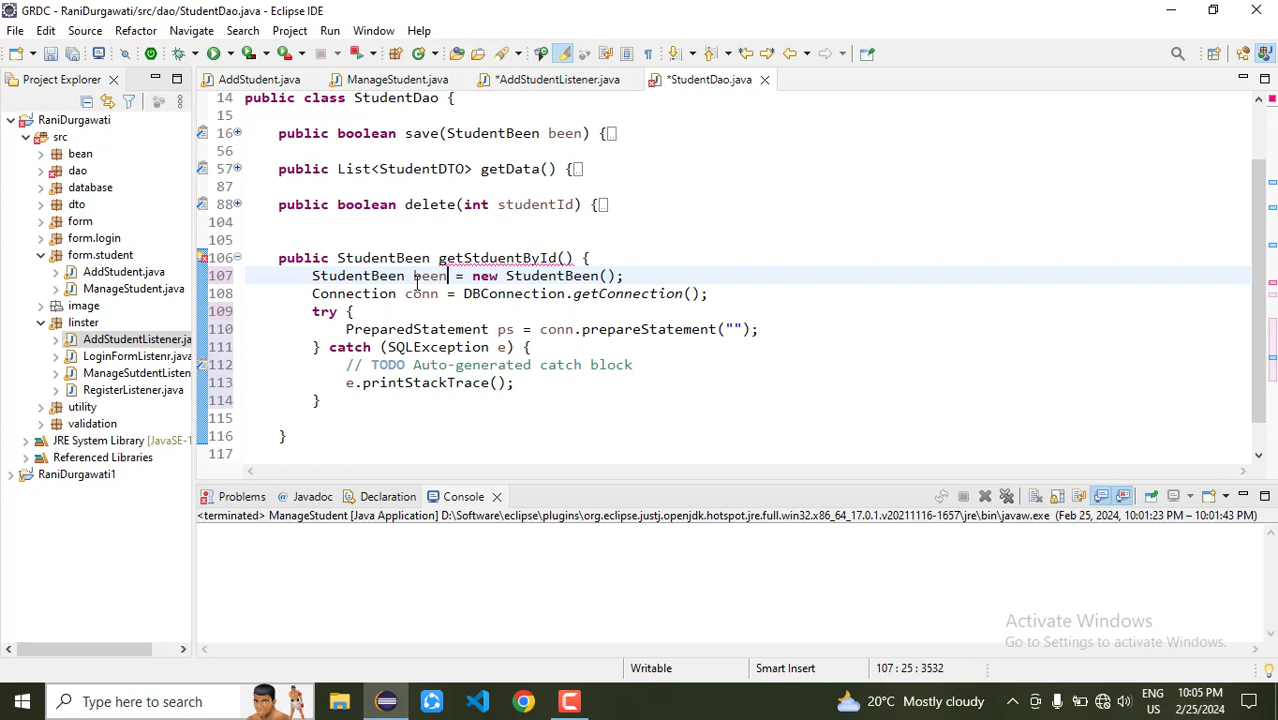 GRDC - RaniDurgawati/src/dao/StudentDao.java - Eclipse IDE
File Edit Source Refactor Navigate Search Project Run Window Help
Project Explorer
AddStudent.java ManageStudent.java *AddStudentListener.java *StudentDao.java
RaniDurgawati
src
bean
dao
database
dto
form
form.login
form.student
AddStudent.java
ManageStudent.java
image
linster
AddStudentListener.ja
LoginFormListenr.java
ManageSutdentListen
RegisterListener.java
utility
validation
JRE System Library [JavaSE-1
Referenced Libraries
RaniDurgawati1
14 public class StudentDao {
15
16 public boolean save(StudentBeen been) {
56
57 public List<StudentDTO> getData() {
87
88 public boolean delete(int studentId) {
104
105
106 public StudentBeen getStduentById() {
107 StudentBeen been = new StudentBeen();
108 Connection conn = DBConnection.getConnection();
109 try {
110 PreparedStatement ps = conn.prepareStatement("");
111 } catch (SQLException e) {
112 // TODO Auto-generated catch block
113 e.printStackTrace();
114 }
115
116 }
117
Problems Javadoc Declaration Console
<terminated> ManageStudent [Java Application] D:\Software\eclipse\plugins\org.eclipse.justj.openjdk.hotspot.jre.full.win32.x86_64_17.0.1.v20211116-1657\jre\bin\javaw.exe (Feb 25, 2024, 10:01:23 PM – 10:01:43 PM)
Activate Windows
Go to Settings to activate Windows.
Writable Smart Insert 107 : 25 : 3532
Type here to search
20°C Mostly cloudy
ENG
US
10:05 PM
2/25/2024